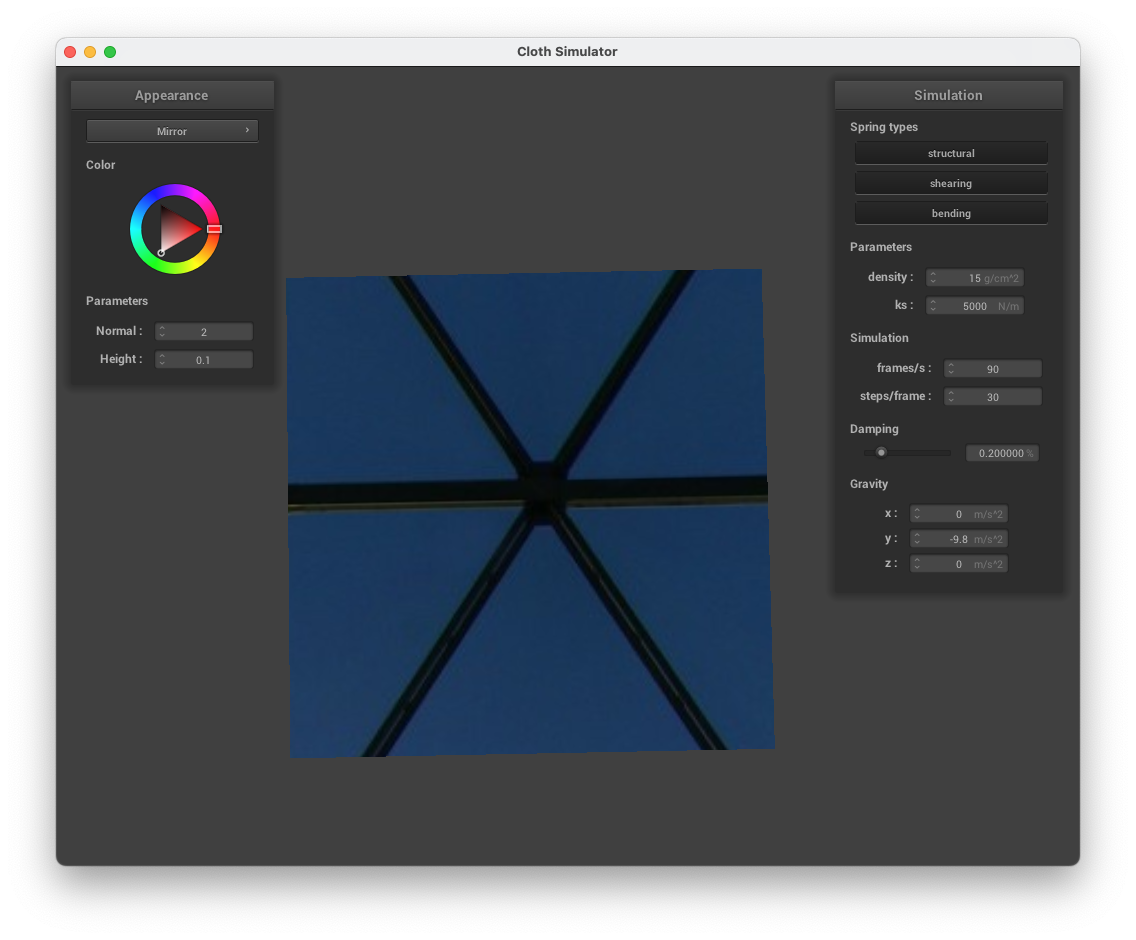 Cloth Simulator
Appearance
Mirror
Color
Parameters
Normal : 2
Height : 0.1
Simulation
Spring types
structural
shearing
bending
Parameters
density : 15 g/cm^2
ks : 5000 N/m
Simulation
frames/s : 90
steps/frame : 30
Damping
0.200000 %
Gravity
x : 0 m/s^2
y : -9.8 m/s^2
z : 0 m/s^2